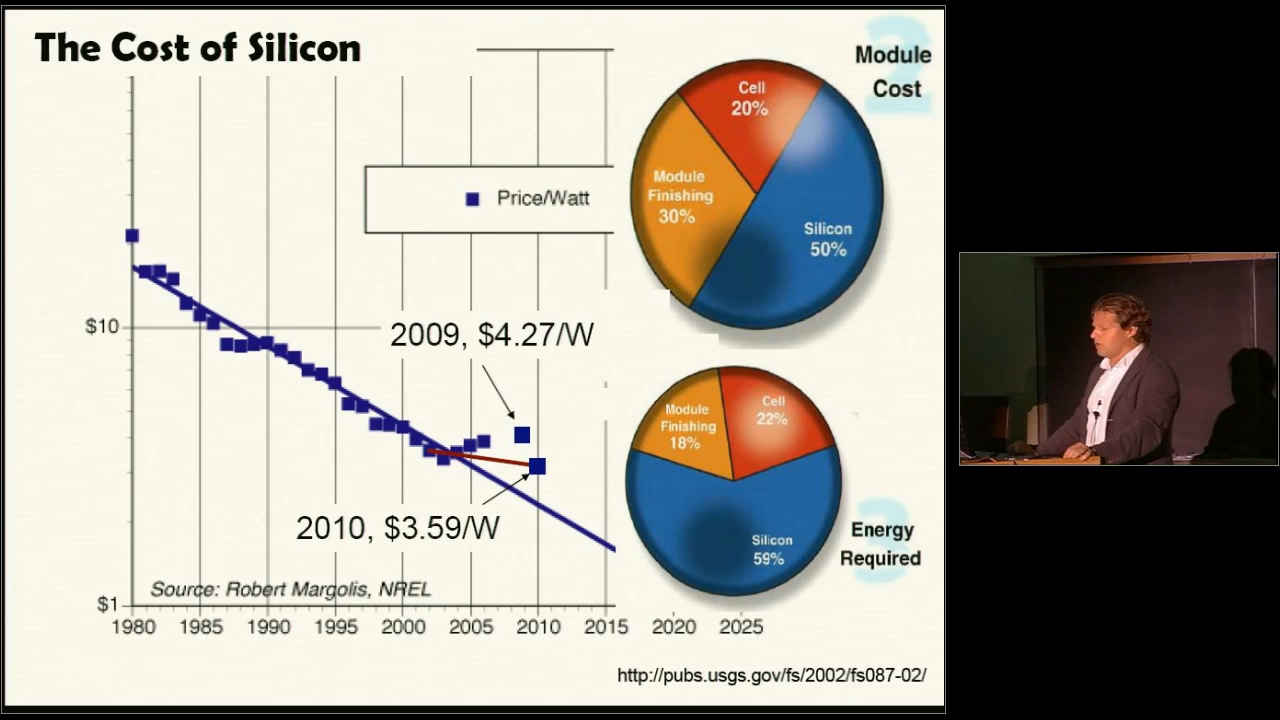 The Cost of Silicon
Price/Watt
$10
2009, $4.27/W
2010, $3.59/W
Source: Robert Margolis, NREL
$1
1980 1985 1990 1995 2000 2005 2010 2015 2020 2025
2
Module
Cost
Cell
20%
Module
Finishing
30%
Silicon
50%
Module
Finishing
18%
Cell
22%
Silicon
59%
3
Energy
Required
http://pubs.usgs.gov/fs/2002/fs087-02/